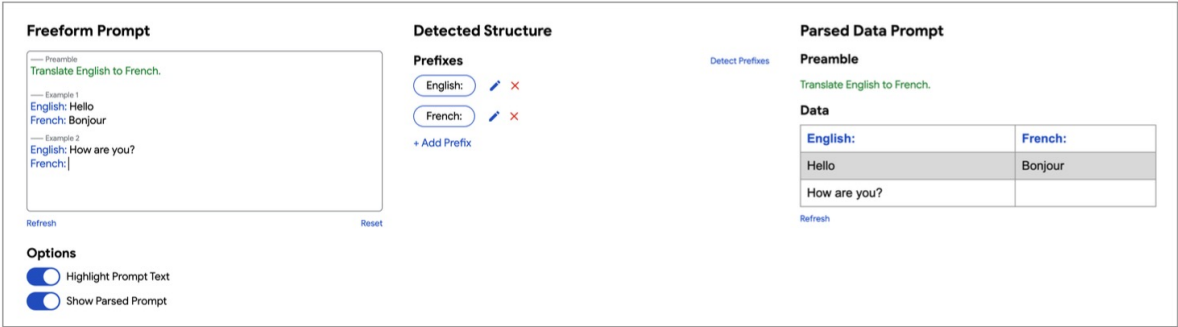 Freeform Prompt
Preamble
Translate English to French.
Example 1
English: Hello
French: Bonjour
Example 2
English: How are you?
French:
Refresh
Reset
Options
Highlight Prompt Text
Show Parsed Prompt
Detected Structure
Prefixes
Detect Prefixes
English:
French:
+ Add Prefix
Parsed Data Prompt
Preamble
Translate English to French.
Data
English: French:
Hello Bonjour
How are you?
Refresh